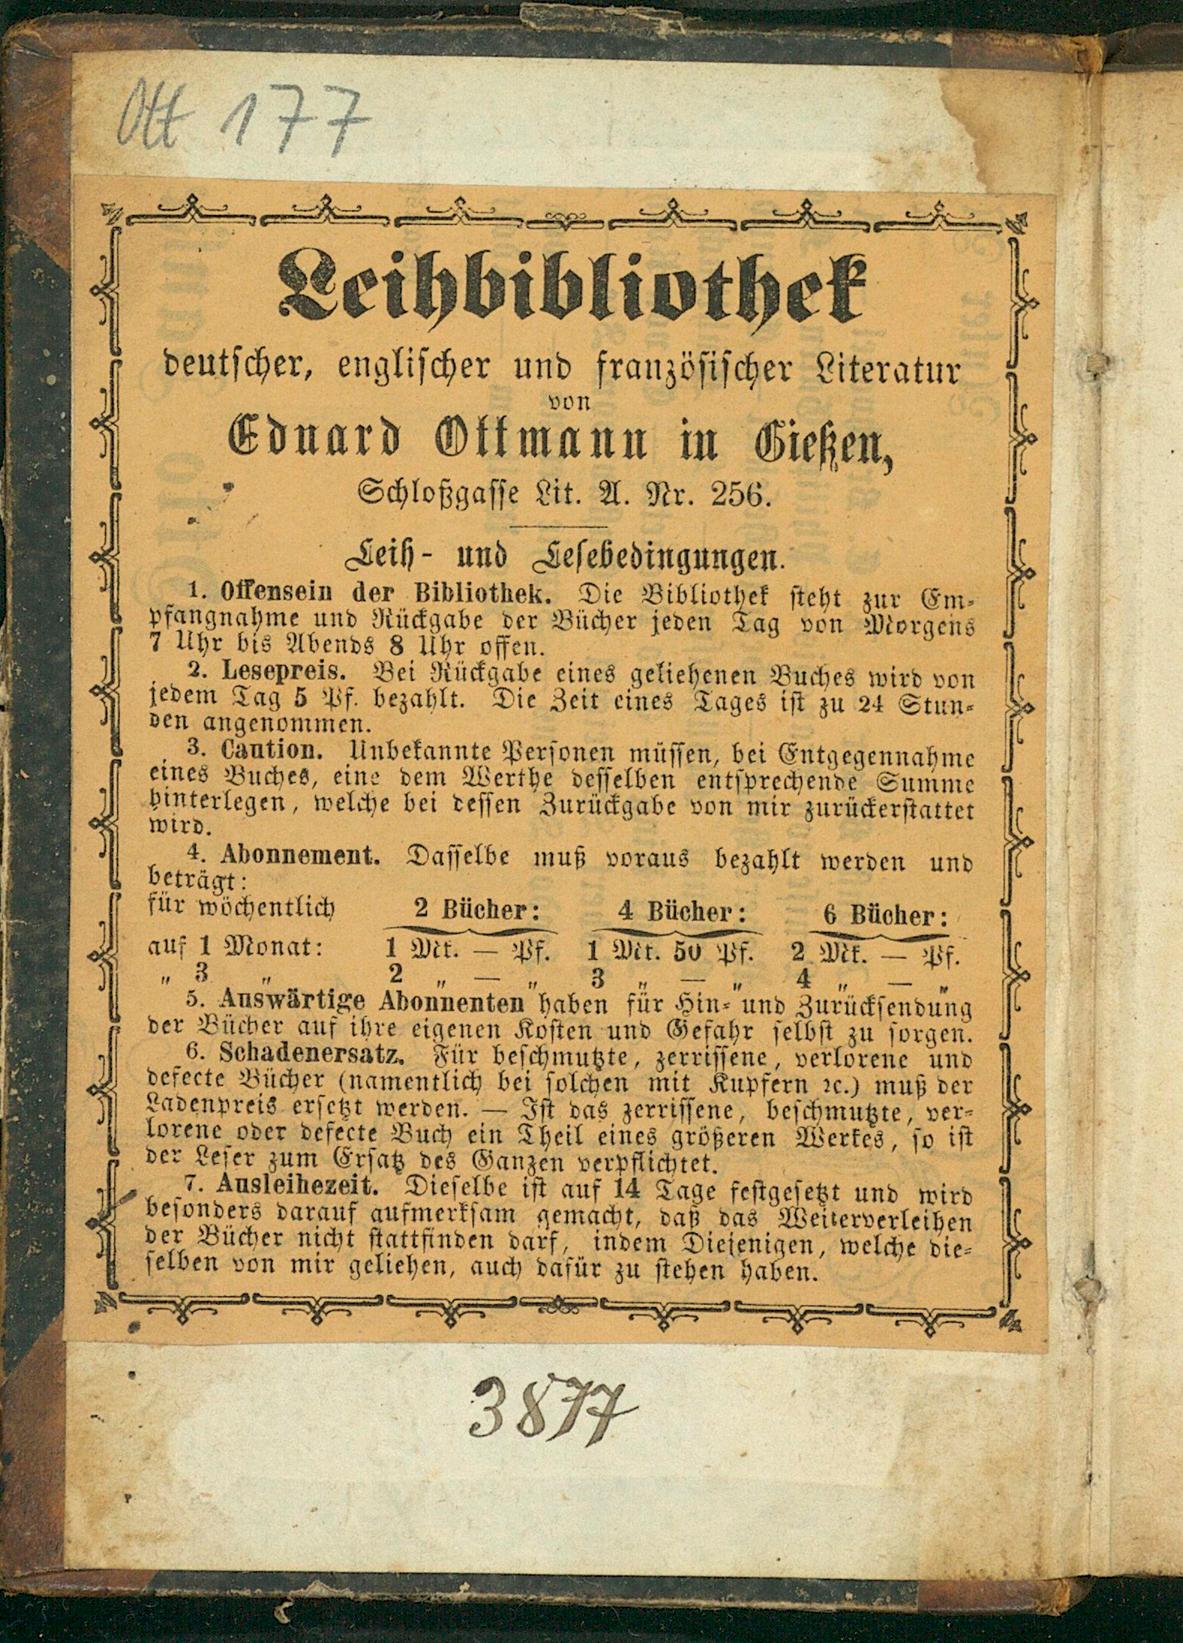 Ott 177
Leihbibliothek
deutscher, englischer und französischer Literatur
von
Eduard Ottmann in Gießen,
Schloßgasse Lit. A. Nr. 256.
Leih- und Lesebedingungen.
1. Offensein der Bibliothek. Die Bibliothek steht zur Em-
pfangnahme und Rückgabe der Bücher jeden Tag von Morgens
7 Uhr bis Abends 8 Uhr offen.
2. Lesepreis. Bei Rückgabe eines geliehenen Buches wird von
jedem Tag 5 Pf. bezahlt. Die Zeit eines Tages ist zu 24 Stun-
den angenommen.
3. Caution. Unbekannte Personen müssen, bei Entgegennahme
eines Buches, eine dem Werthe desselben entsprechende Summe
hinterlegen, welche bei dessen Zurückgabe von mir zurückerstattet
wird.
4. Abonnement. Dasselbe muß voraus bezahlt werden und
beträgt:
für wöchentlich 2 Bücher: 4 Bücher: 6 Bücher:
auf 1 Monat: 1 Mk. — Pf. 1 Mk. 50 Pf. 2 Mk. — Pf.
„ 3 „ 2 „ — „ 3 „ — „ 4 „ — „
5. Auswärtige Abonnenten haben für Hin- und Zurücksendung
der Bücher auf ihre eigenen Kosten und Gefahr selbst zu sorgen.
6. Schadenersatz. Für beschmutzte, zerrissene, verlorene und
defecte Bücher (namentlich bei solchen mit Kupfern ꝛc.) muß der
Ladenpreis ersetzt werden. — Ist das zerrissene, beschmutzte, ver-
lorene oder defecte Buch ein Theil eines größeren Werkes, so ist
der Leser zum Ersatz des Ganzen verpflichtet.
7. Ausleihezeit. Dieselbe ist auf 14 Tage festgesetzt und wird
besonders darauf aufmerksam gemacht, daß das Weiterverleihen
der Bücher nicht stattfinden darf, indem Diejenigen, welche die-
selben von mir geliehen, auch dafür zu stehen haben.
3877